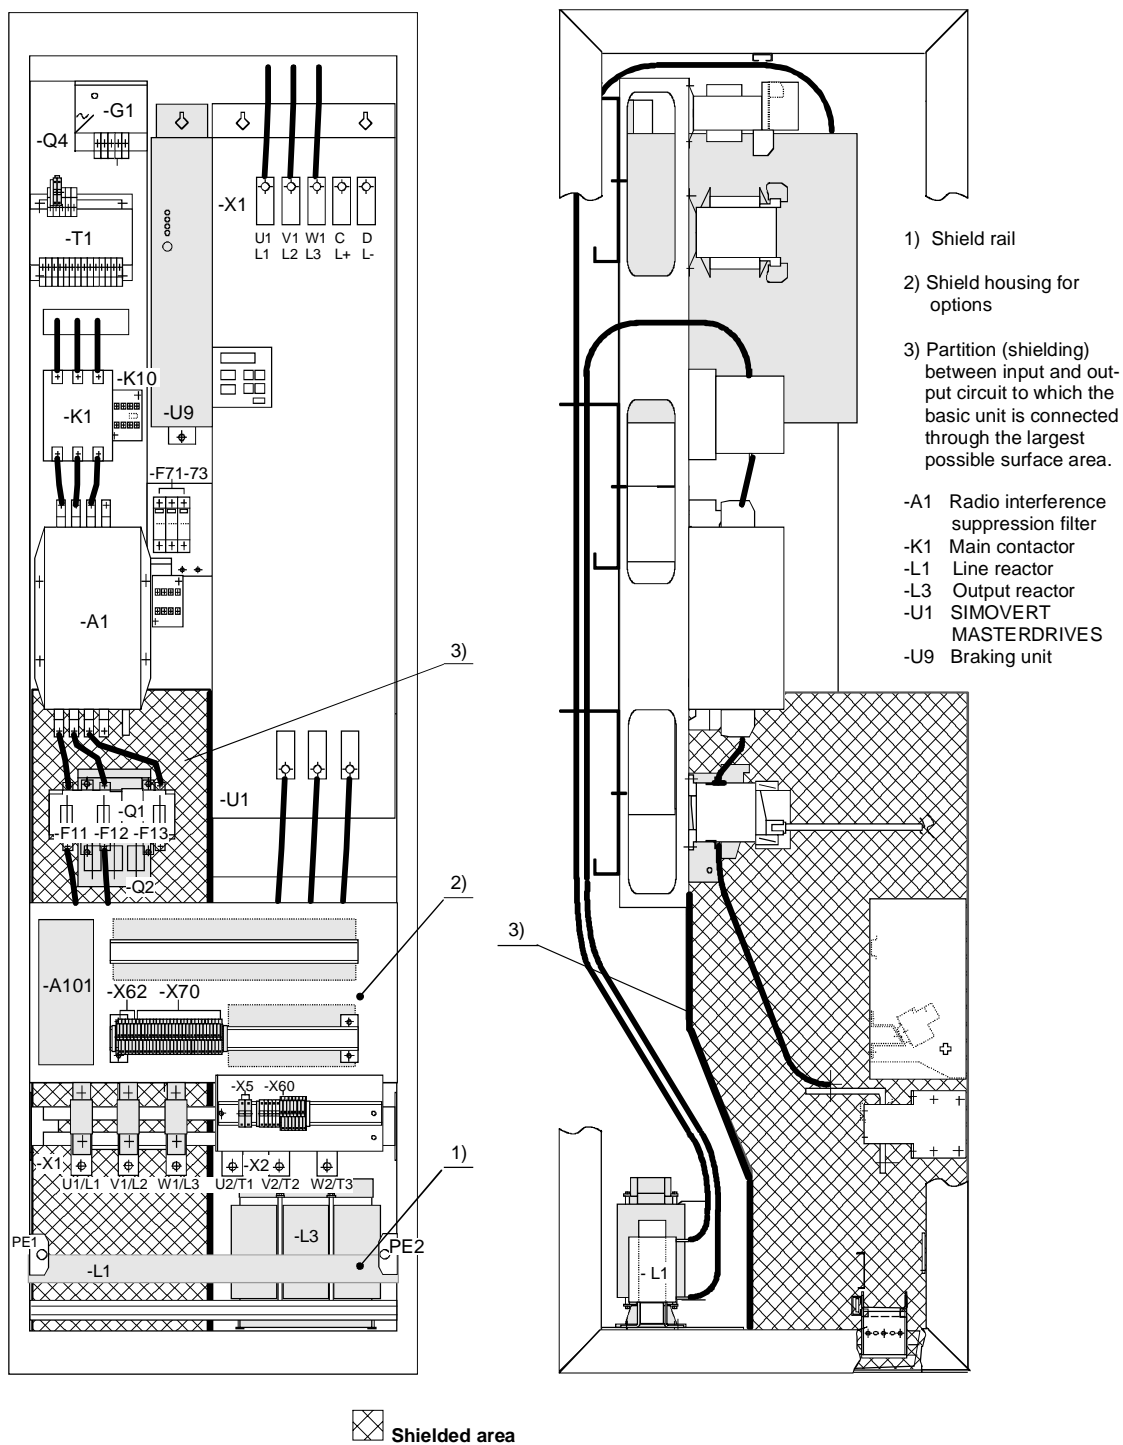 -G1
-Q4
-X1
-T1
U1 V1 W1 C D
L1 L2 L3 L+ L-
-K10
-K1
-U9
-F71-73
-A1
3)
-U1
-Q1
-F11 -F12 -F13
-Q2
2)
-A101
-X62 -X70
-X5 -X60
-X1
-X2
U1/L1 V1/L2 W1/L3 U2/T1 V2/T2 W2/T3
1)
PE1
-L3
PE2
-L1
3)
- L1
1) Shield rail
2) Shield housing for
options
3) Partition (shielding)
between input and out-
put circuit to which the
basic unit is connected
through the largest
possible surface area.
-A1 Radio interference
suppression filter
-K1 Main contactor
-L1 Line reactor
-L3 Output reactor
-U1 SIMOVERT
MASTERDRIVES
-U9 Braking unit
Shielded area